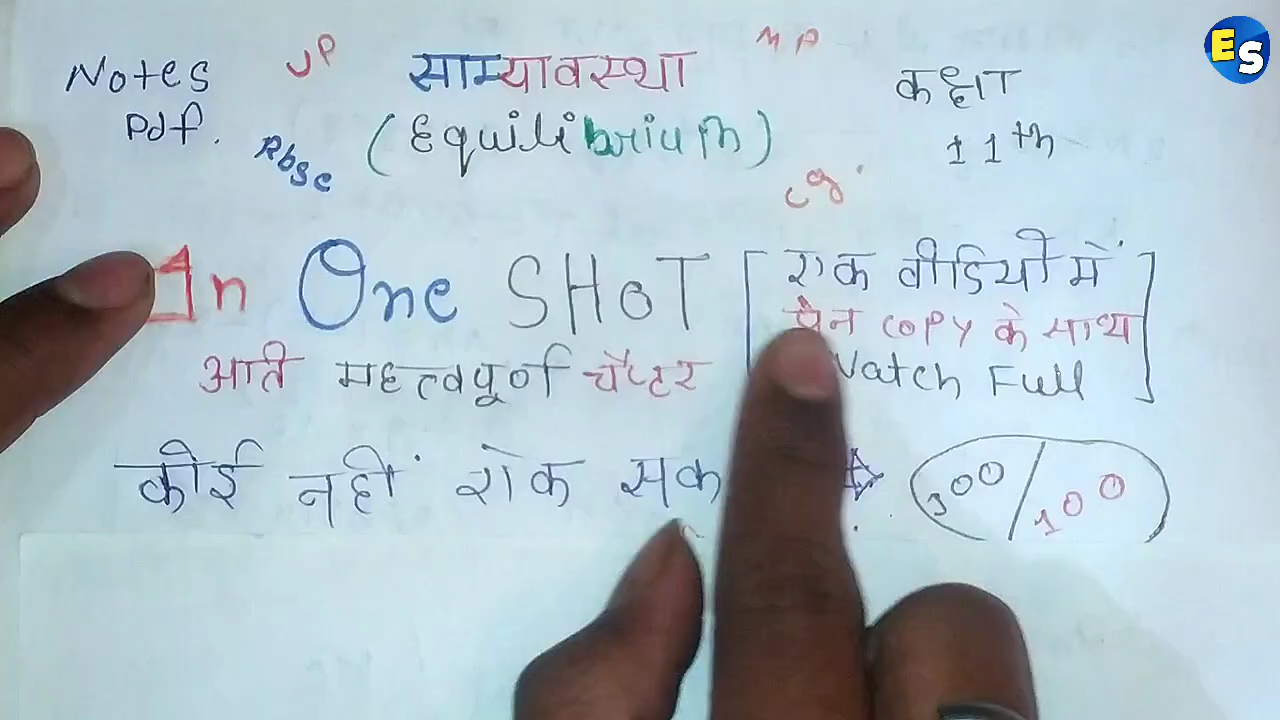 Notes UP साम्यावस्था MP कक्षा ES
Pdf. Rbse (Equilibrium) 11th
cg.
In One SHoT [एक वीडियो में
पैन copy के साथ
अति महत्वपूर्ण चैप्टर Watch Full]
कोई नहीं रोक सक 100/100